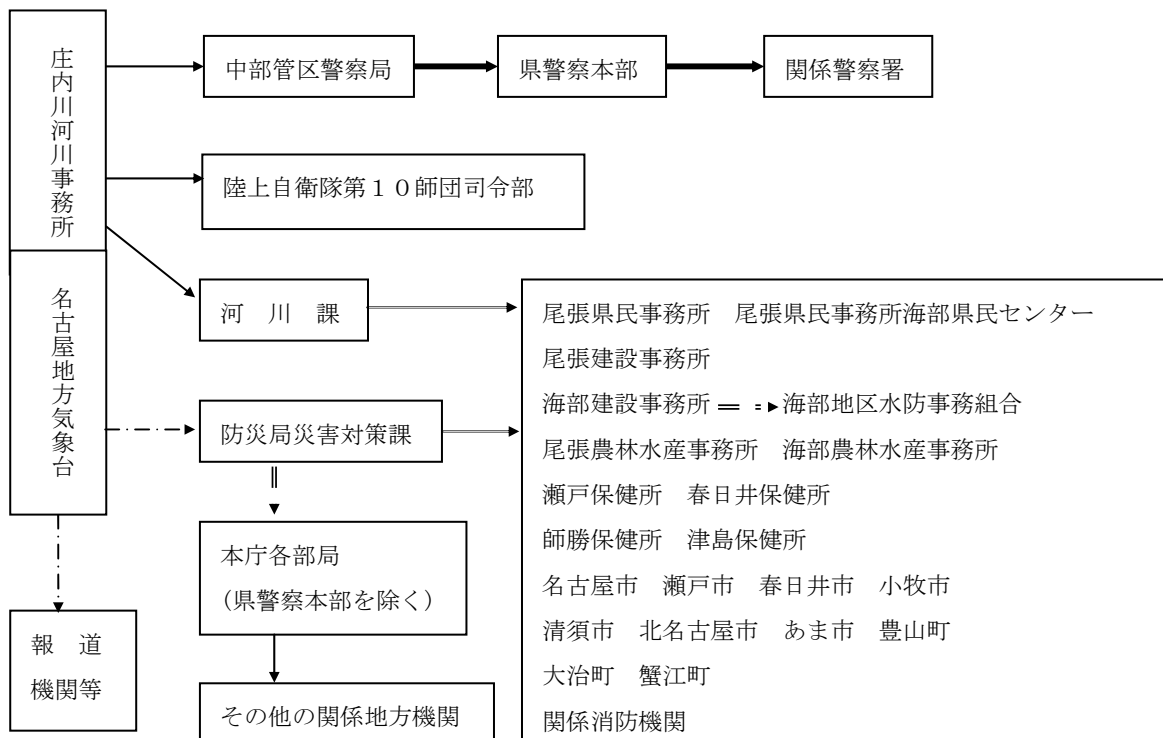 庄内川河川事務所
中部管区警察局
県警察本部
関係警察署
陸上自衛隊第１０師団司令部
名古屋地方気象台
河　川　課
防災局災害対策課
本庁各部局
（県警察本部を除く）
その他の関係地方機関
報　道
機関等
尾張県民事務所　尾張県民事務所海部県民センター
尾張建設事務所
海部建設事務所　海部地区水防事務組合
尾張農林水産事務所　海部農林水産事務所
瀬戸保健所　春日井保健所
師勝保健所　津島保健所
名古屋市　瀬戸市　春日井市　小牧市
清須市　北名古屋市　あま市　豊山町
大治町　蟹江町
関係消防機関